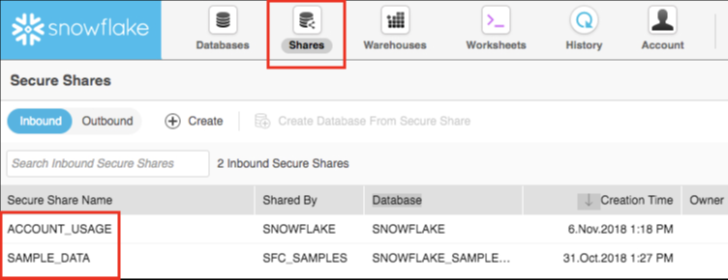 snowflake
Databases Shares Warehouses Worksheets History Account
Secure Shares
Inbound Outbound Create Create Database From Secure Share
Search Inbound Secure Shares 2 Inbound Secure Shares
Secure Share Name Shared By Database Creation Time Owner
ACCOUNT_USAGE SNOWFLAKE SNOWFLAKE 6.Nov.2018 1:18 PM
SAMPLE_DATA SFC_SAMPLES SNOWFLAKE_SAMPLE... 31.Oct.2018 1:27 PM